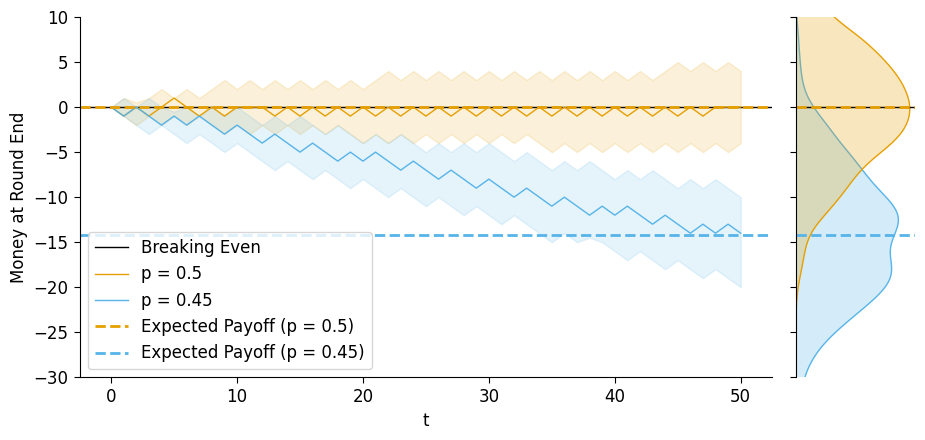 10
5
0
−5
−10
−15
−20
−25
−30
Money at Round End
Breaking Even
p = 0.5
p = 0.45
Expected Payoff (p = 0.5)
Expected Payoff (p = 0.45)
0 10 20 30 40 50
t